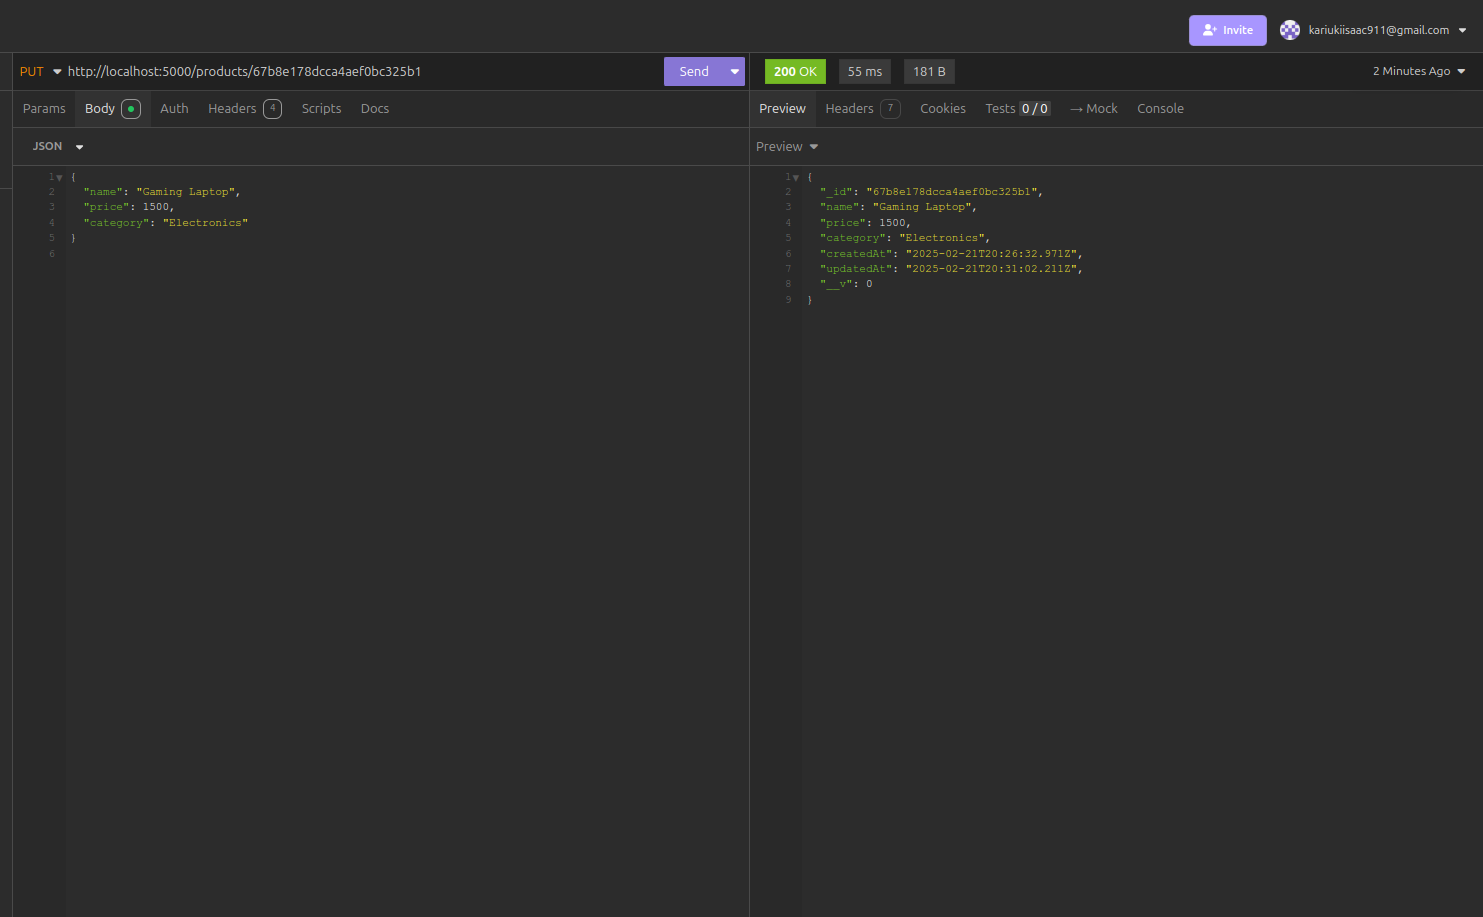 Invite
kariukiisaac911@gmail.com
PUT http://localhost:5000/products/67b8e178dcca4aef0bc325b1 Send
200 OK 55 ms 181 B 2 Minutes Ago
Params Body Auth Headers 4 Scripts Docs
Preview Headers 7 Cookies Tests 0 / 0 → Mock Console
JSON
1 {
2 "name": "Gaming Laptop",
3 "price": 1500,
4 "category": "Electronics"
5 }
6
Preview
1 {
2 "_id": "67b8e178dcca4aef0bc325b1",
3 "name": "Gaming Laptop",
4 "price": 1500,
5 "category": "Electronics",
6 "createdAt": "2025-02-21T20:26:32.971Z",
7 "updatedAt": "2025-02-21T20:31:02.211Z",
8 "__v": 0
9 }